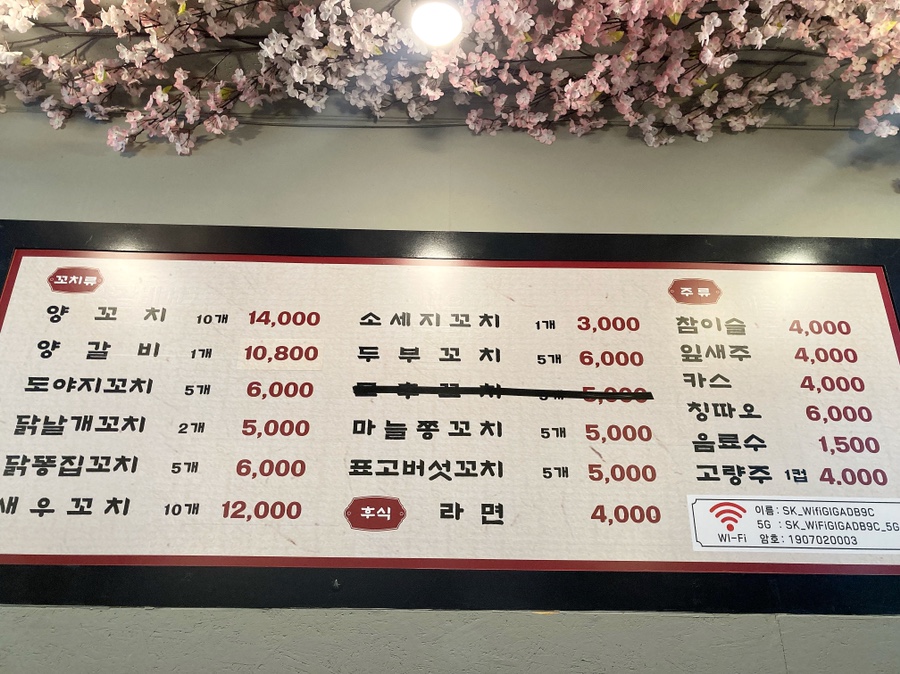 꼬치류
양 꼬 치 10개 14,000
양 갈 비 1개 10,800
도야지꼬치 5개 6,000
닭날개꼬치 2개 5,000
닭똥집꼬치 5개 6,000
새 우 꼬 치 10개 12,000
소 세 지 꼬 치 1개 3,000
두 부 꼬 치 5개 6,000
꼬 치 5개 5,000
마 늘 쫑 꼬 치 5개 5,000
표고버섯꼬치 5개 5,000
후식 라 면 4,000
주 류
참이슬 4,000
잎새주 4,000
카스 4,000
칭따오 6,000
음료수 1,500
고량주 1컵 4.000
WI-Fi
이름 : SK_WifiGIGADB9C
5G : SK_WiFiGIGADB9C_5G
암호 : 1907020003